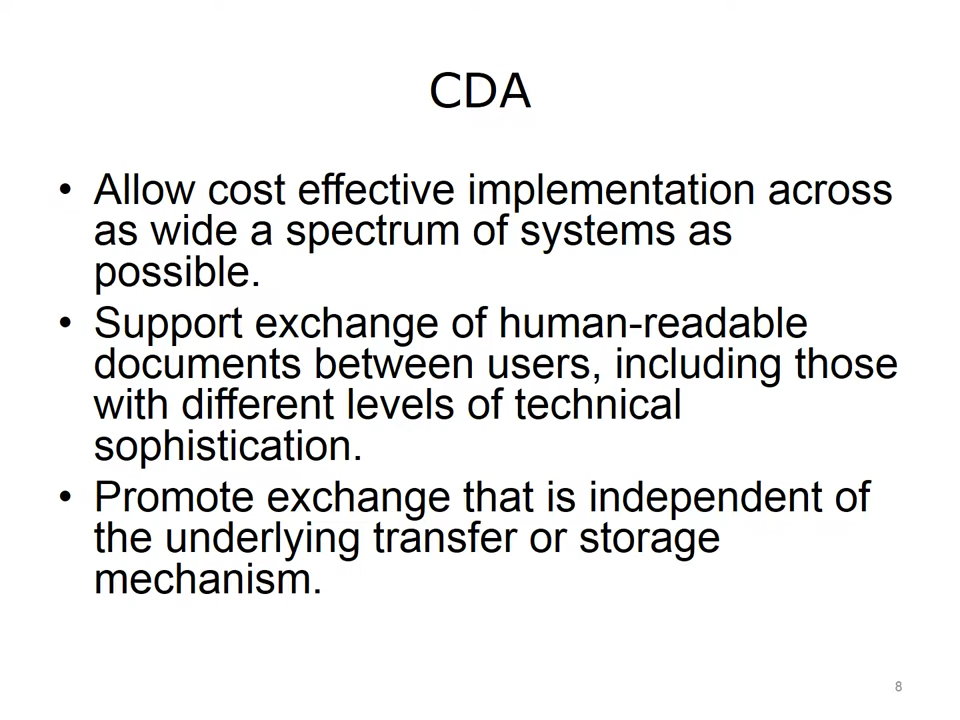 CDA
• Allow cost effective implementation across
as wide a spectrum of systems as
possible.
• Support exchange of human-readable
documents between users, including those
with different levels of technical
sophistication.
• Promote exchange that is independent of
the underlying transfer or storage
mechanism.
8